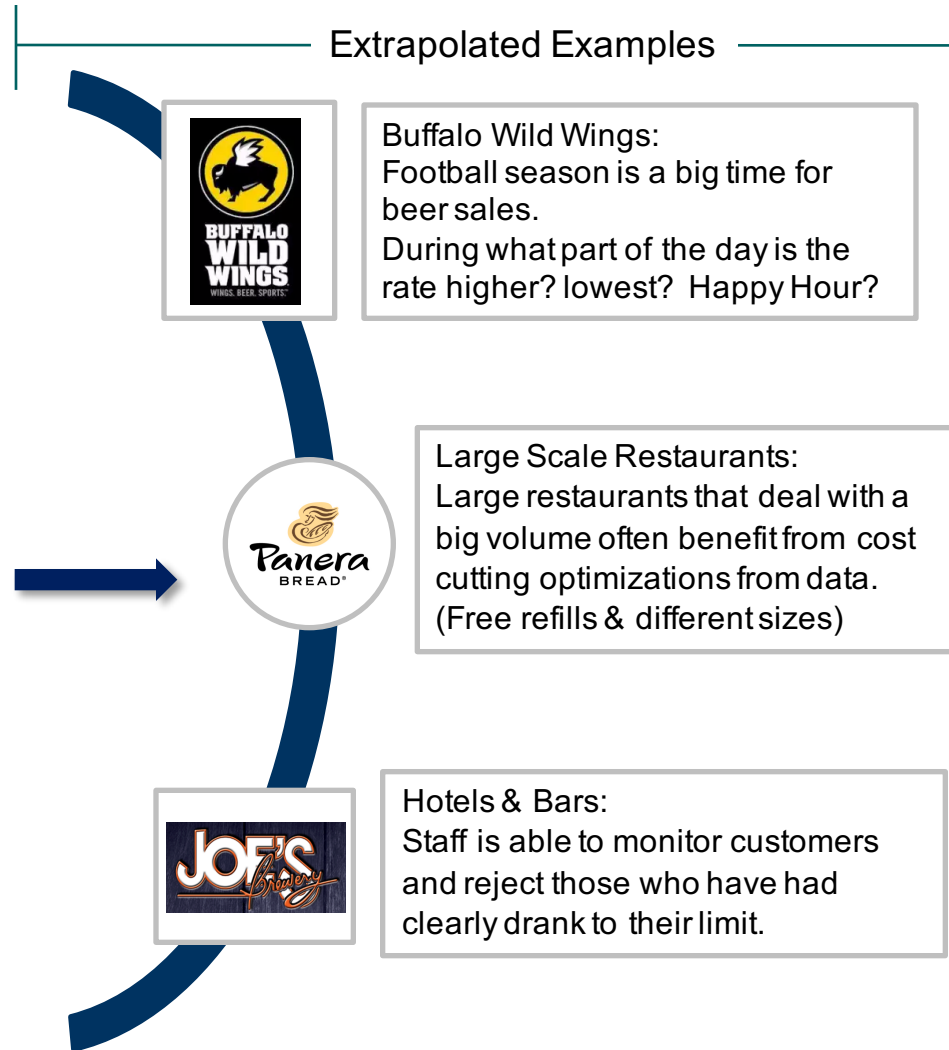 Extrapolated Examples
BUFFALO
WILD
WINGS
WINGS. BEER. SPORTS.™
Buffalo Wild Wings:
Football season is a big time for
beer sales.
During what part of the day is the
rate higher? lowest?  Happy Hour?
Panera
BREAD®
Large Scale Restaurants:
Large restaurants that deal with a
big volume often benefit from cost
cutting optimizations from data.
(Free refills & different sizes)
JOE'S
Brewery
Hotels & Bars:
Staff is able to monitor customers
and reject those who have had
clearly drank to their limit.